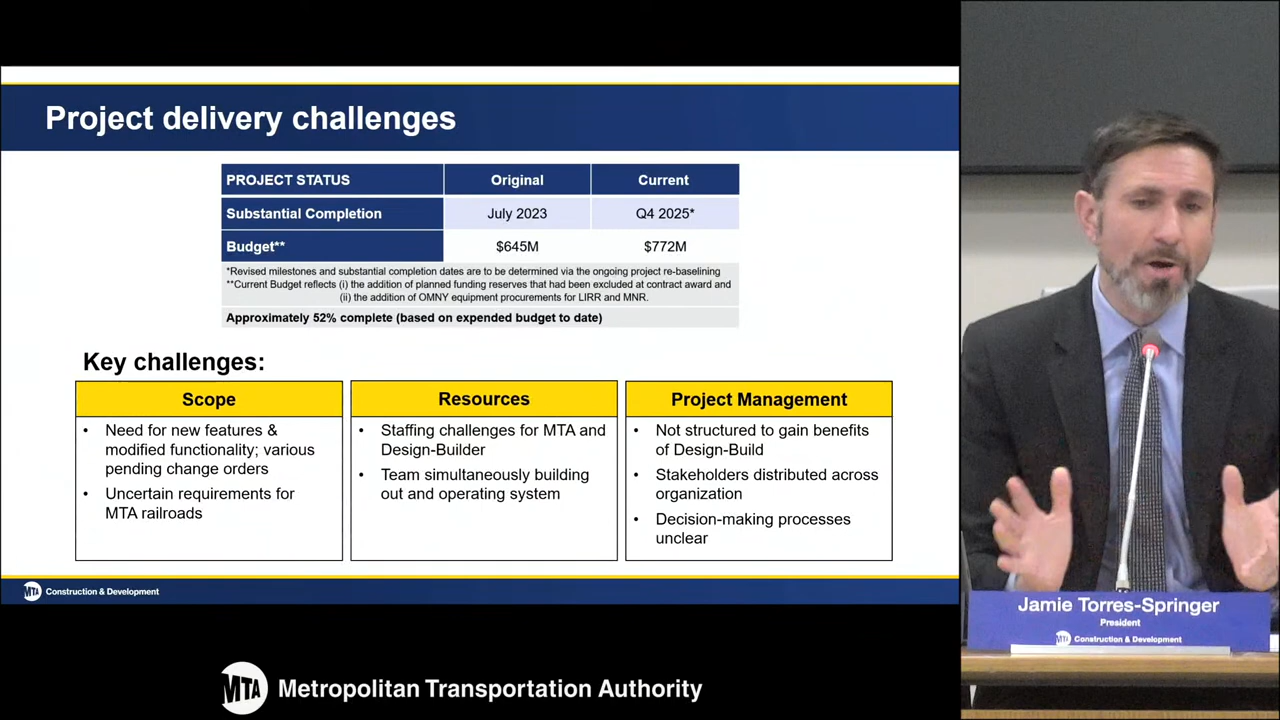 Project delivery challenges
PROJECT STATUS Original Current
Substantial Completion July 2023 Q4 2025*
Budget** $645M $772M
*Revised milestones and substantial completion dates are to be determined via the ongoing project re-baselining
**Current Budget reflects (i) the addition of planned funding reserves that had been excluded at contract award and
(ii) the addition of OMNY equipment procurements for LIRR and MNR.
Approximately 52% complete (based on expended budget to date)
Key challenges:
Scope
• Need for new features &
modified functionality; various
pending change orders
• Uncertain requirements for
MTA railroads
Resources
• Staffing challenges for MTA and
Design-Builder
• Team simultaneously building
out and operating system
Project Management
• Not structured to gain benefits
of Design-Build
• Stakeholders distributed across
organization
• Decision-making processes
unclear
MTA Construction & Development
Jamie Torres-Springer
President
MTA Construction & Development
MTA Metropolitan Transportation Authority